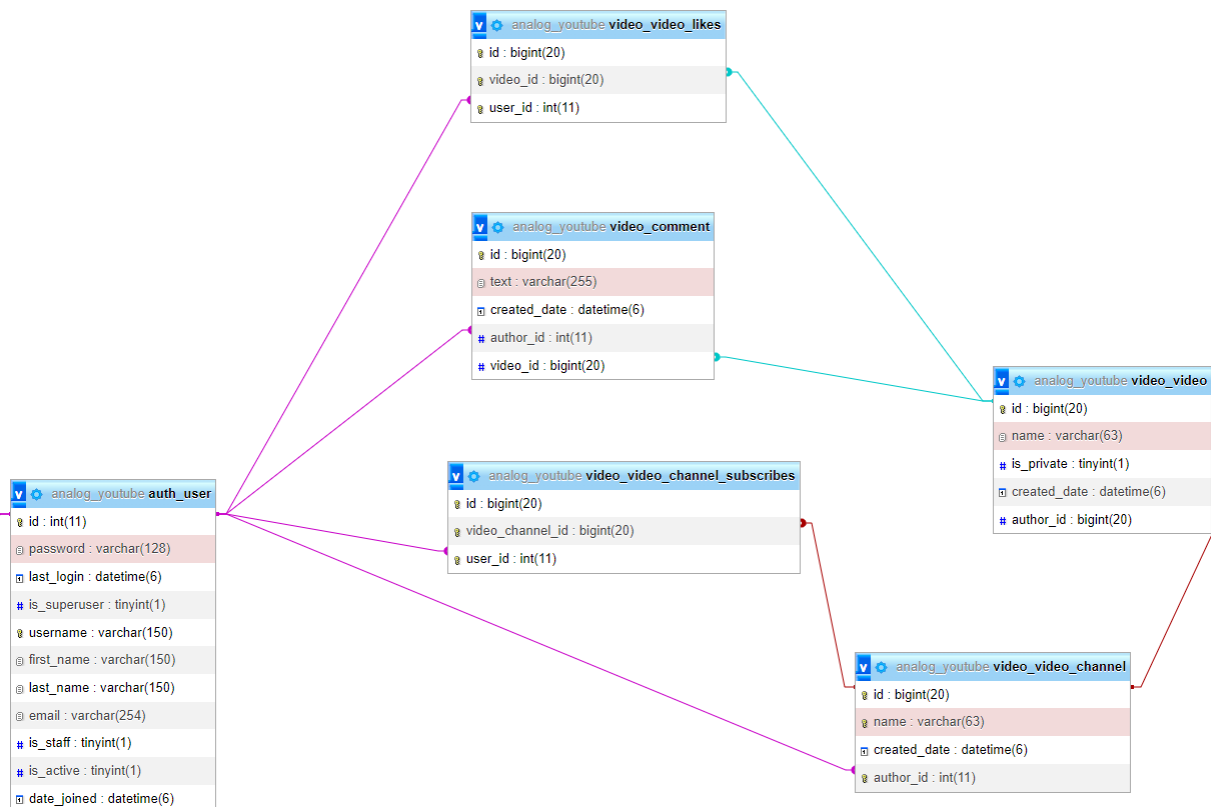 v analog_youtube video_video_likes
id : bigint(20)
video_id : bigint(20)
user_id : int(11)
v analog_youtube video_comment
id : bigint(20)
text : varchar(255)
created_date : datetime(6)
# author_id : int(11)
# video_id : bigint(20)
v analog_youtube video_video
id : bigint(20)
name : varchar(63)
# is_private : tinyint(1)
created_date : datetime(6)
# author_id : bigint(20)
v analog_youtube video_video_channel_subscribes
id : bigint(20)
video_channel_id : bigint(20)
user_id : int(11)
v analog_youtube auth_user
id : int(11)
password : varchar(128)
last_login : datetime(6)
# is_superuser : tinyint(1)
username : varchar(150)
first_name : varchar(150)
last_name : varchar(150)
email : varchar(254)
# is_staff : tinyint(1)
# is_active : tinyint(1)
date_joined : datetime(6)
v analog_youtube video_video_channel
id : bigint(20)
name : varchar(63)
created_date : datetime(6)
author_id : int(11)